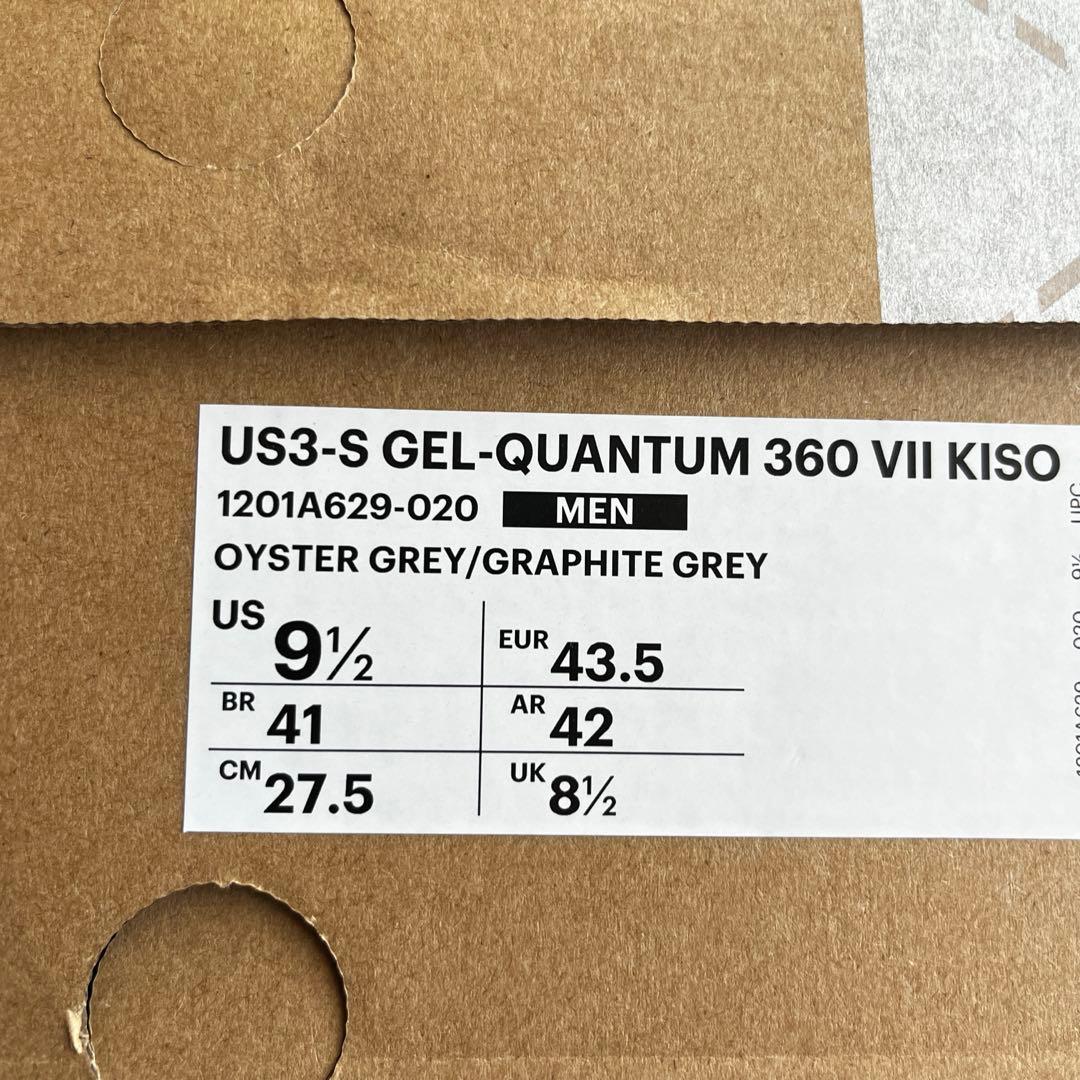 US3-S GEL-QUANTUM 360 VII KISO
1201A629-020 MEN
OYSTER GREY/GRAPHITE GREY
US 9½ EUR 43.5
BR 41 AR 42
CM 27.5 UK 8½
UPC